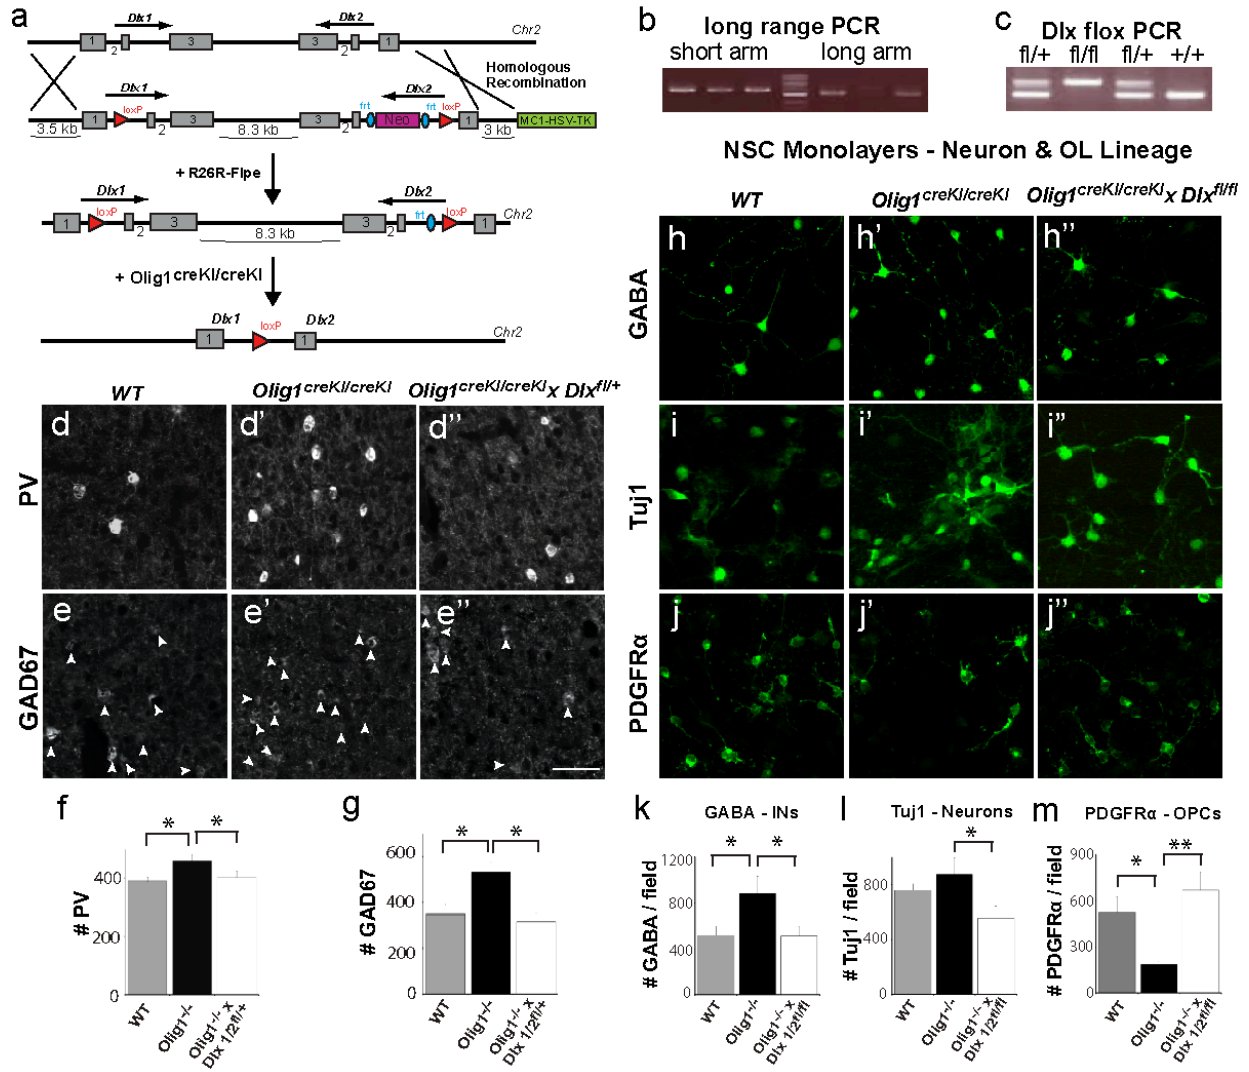 a
Dlx1
Dlx2
Chr2
1
2
3
3
2
1
Homologous
Recombination
Dlx1
Dlx2
loxP
frt
frt
loxP
1
2
3
3
2
Neo
1
MC1-HSV-TK
3.5 kb
8.3 kb
3 kb
+ R26R-Flpe
Dlx1
Dlx2
loxP
frt
loxP
Chr2
1
2
3
3
2
1
8.3 kb
+ Olig1creKI/creKI
Dlx1
loxP
Dlx2
Chr2
1
1
b
long range PCR
short arm
long arm
c
Dlx flox PCR
fl/+
fl/fl
fl/+
+/+
WT
Olig1creKI/creKI
Olig1creKI/creKI x Dlxfl/+
PV
d
d'
d''
GAD67
e
e'
e''
NSC Monolayers - Neuron & OL Lineage
WT
Olig1creKI/creKI
Olig1creKI/creKI x Dlxfl/fl
GABA
h
h'
h''
Tuj1
i
i'
i''
PDGFRα
j
j'
j''
f
# PV
400
200
0
*
*
WT
Olig1-/-
Olig1-/- x
Dlx 1/2fl/+
g
# GAD67
600
400
200
0
*
*
WT
Olig1-/-
Olig1-/- x
Dlx 1/2fl/+
k
GABA - INs
# GABA / field
1200
800
400
0
*
*
WT
Olig1-/-
Olig1-/- x
Dlx 1/2fl/fl
l
Tuj1 - Neurons
# Tuj1 / field
800
400
0
*
WT
Olig1-/-
Olig1-/- x
Dlx 1/2fl/fl
m
PDGFRα - OPCs
# PDGFRα / field
900
600
300
0
*
**
WT
Olig1-/-
Olig1-/- x
Dlx 1/2fl/fl